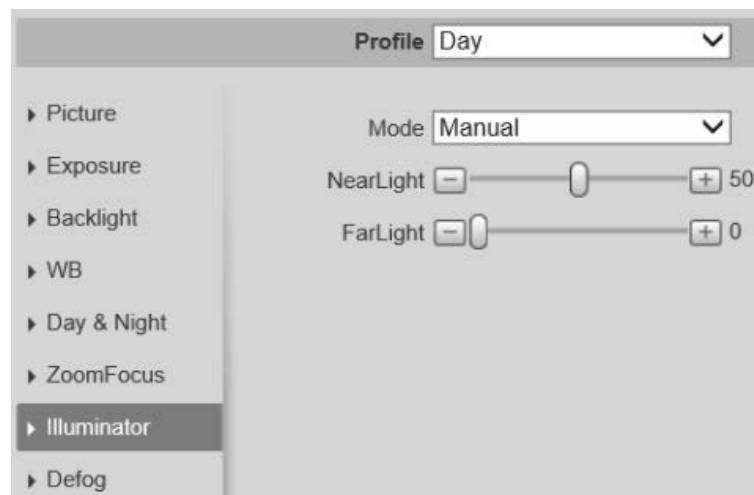 Profile Day
Picture
Exposure
Backlight
WB
Day & Night
ZoomFocus
Illuminator
Defog
Mode Manual
NearLight 50
FarLight 0